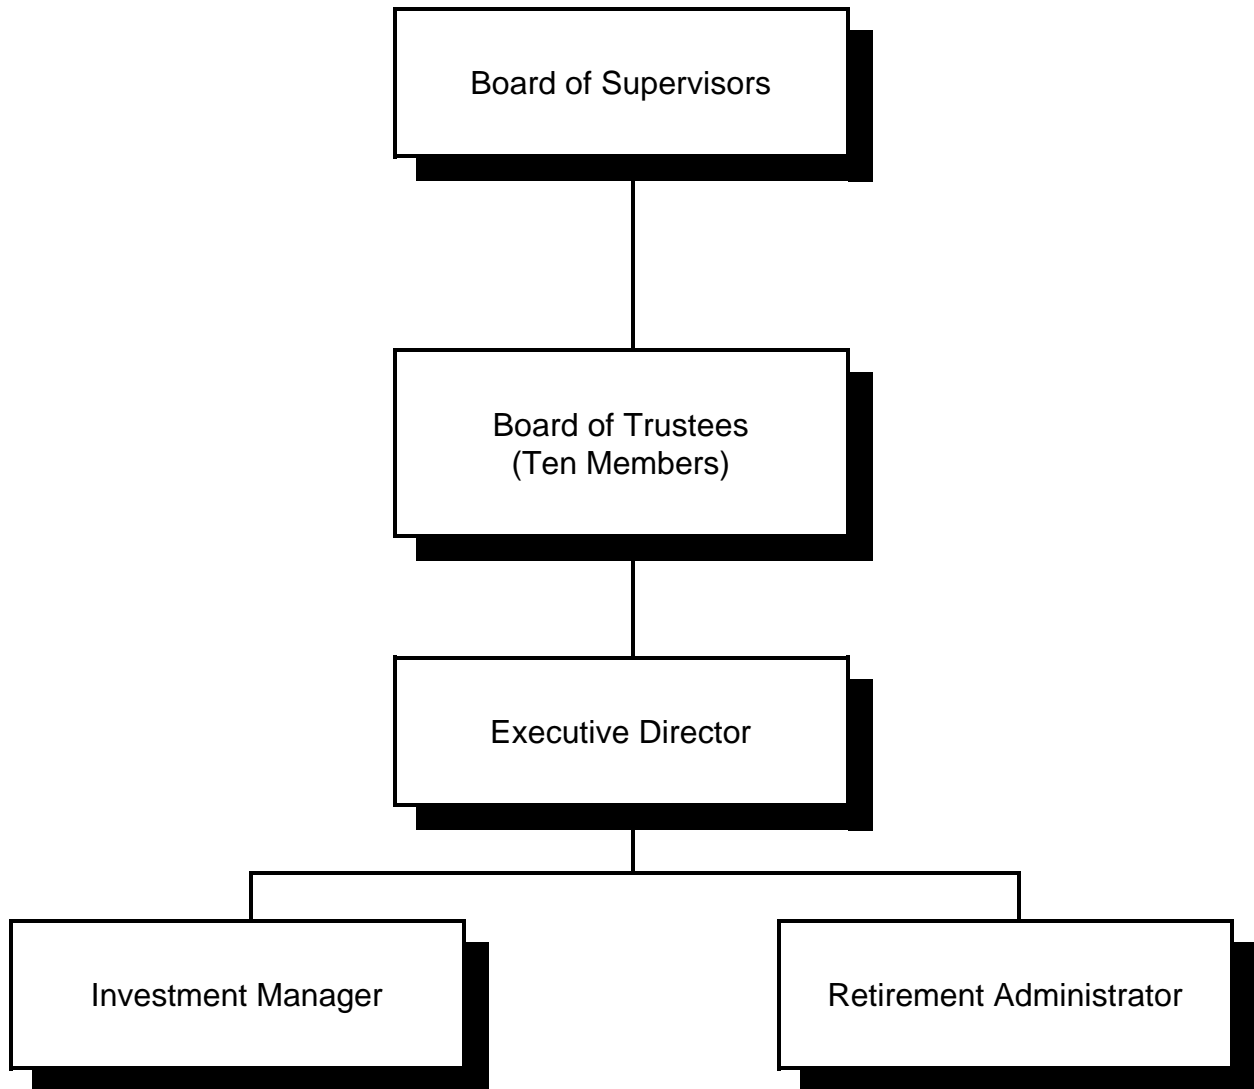 Board of Supervisors
Board of Trustees
(Ten Members)
Executive Director
Investment Manager
Retirement Administrator